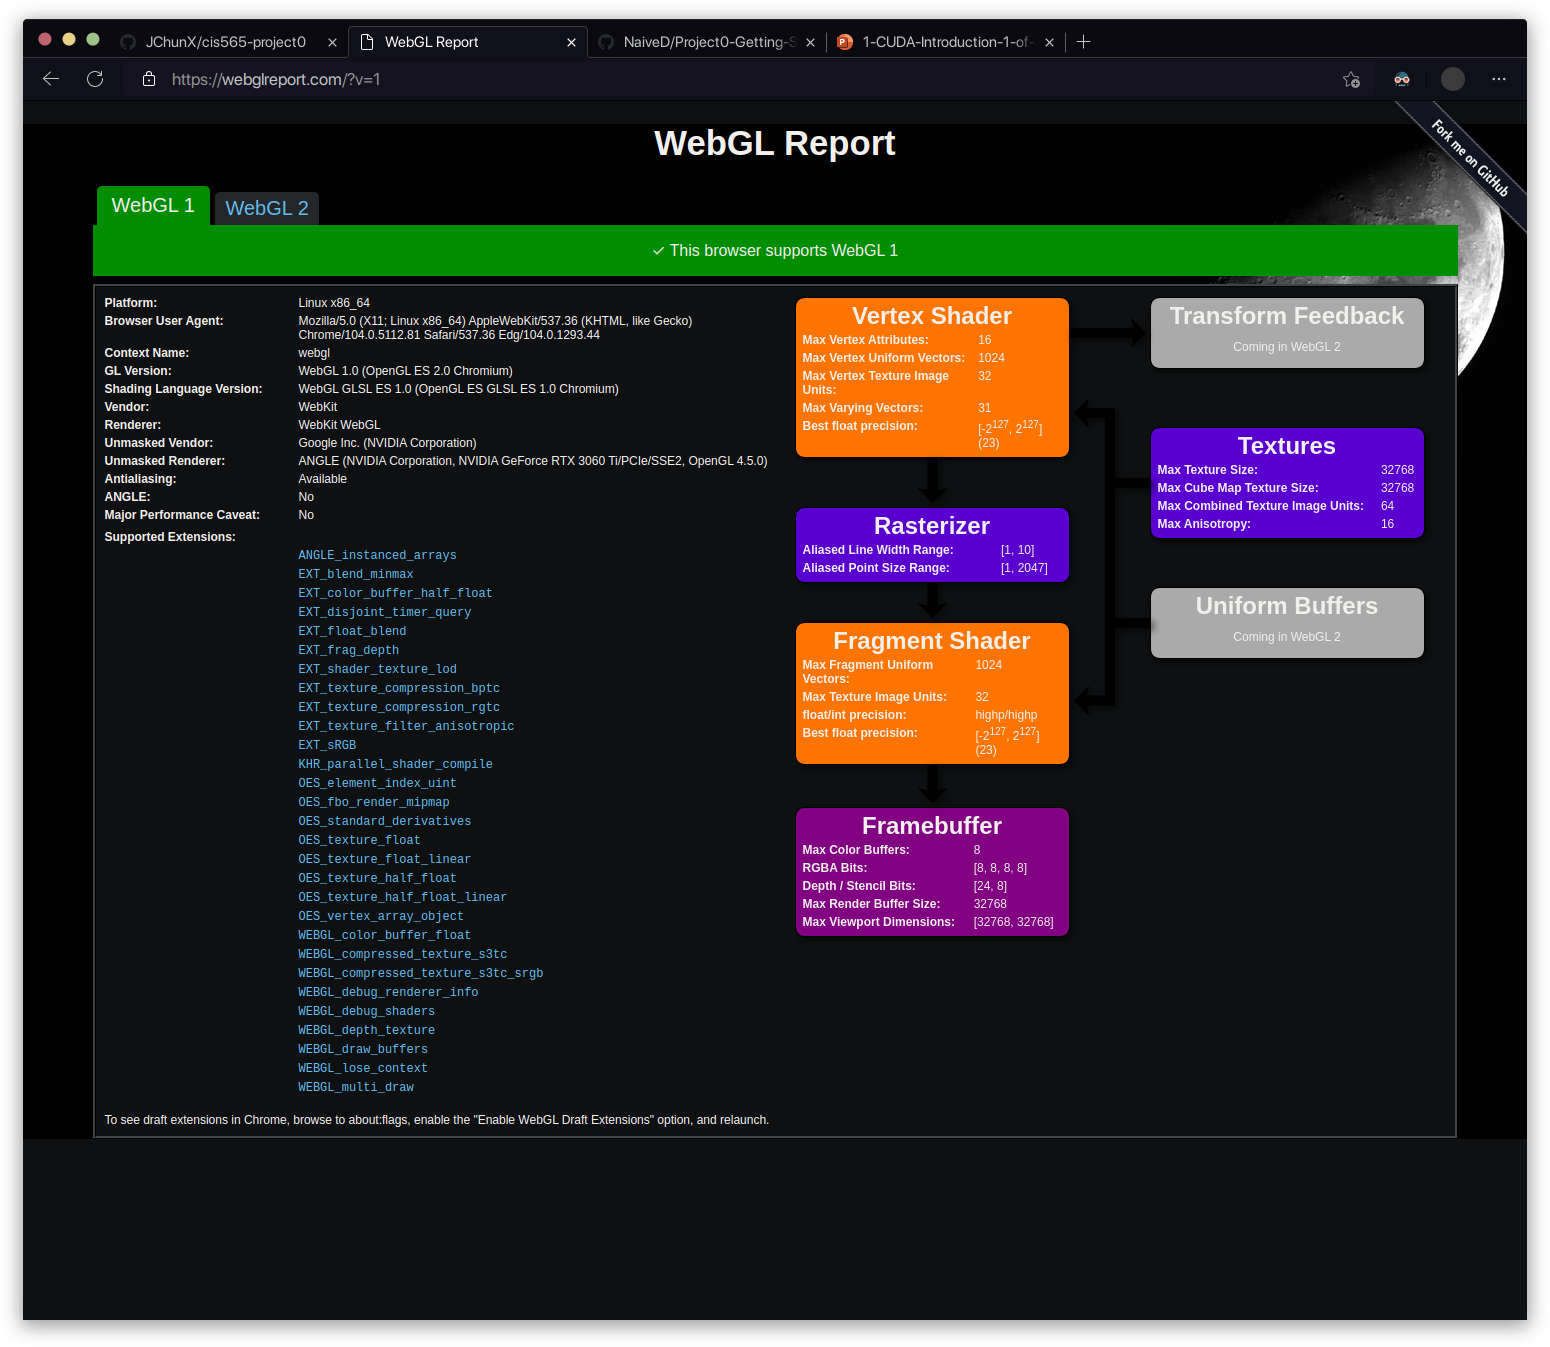 JChunX/cis565-project0
WebGL Report
NaiveD/Project0-Getting-S
1-CUDA-Introduction-1-of-
https://webglreport.com/?v=1
Fork me on GitHub
WebGL Report
WebGL 1
WebGL 2
✓ This browser supports WebGL 1
Platform: Linux x86_64
Browser User Agent: Mozilla/5.0 (X11; Linux x86_64) AppleWebKit/537.36 (KHTML, like Gecko)
Chrome/104.0.5112.81 Safari/537.36 Edg/104.0.1293.44
Context Name: webgl
GL Version: WebGL 1.0 (OpenGL ES 2.0 Chromium)
Shading Language Version: WebGL GLSL ES 1.0 (OpenGL ES GLSL ES 1.0 Chromium)
Vendor: WebKit
Renderer: WebKit WebGL
Unmasked Vendor: Google Inc. (NVIDIA Corporation)
Unmasked Renderer: ANGLE (NVIDIA Corporation, NVIDIA GeForce RTX 3060 Ti/PCIe/SSE2, OpenGL 4.5.0)
Antialiasing: Available
ANGLE: No
Major Performance Caveat: No
Supported Extensions:
ANGLE_instanced_arrays
EXT_blend_minmax
EXT_color_buffer_half_float
EXT_disjoint_timer_query
EXT_float_blend
EXT_frag_depth
EXT_shader_texture_lod
EXT_texture_compression_bptc
EXT_texture_compression_rgtc
EXT_texture_filter_anisotropic
EXT_sRGB
KHR_parallel_shader_compile
OES_element_index_uint
OES_fbo_render_mipmap
OES_standard_derivatives
OES_texture_float
OES_texture_float_linear
OES_texture_half_float
OES_texture_half_float_linear
OES_vertex_array_object
WEBGL_color_buffer_float
WEBGL_compressed_texture_s3tc
WEBGL_compressed_texture_s3tc_srgb
WEBGL_debug_renderer_info
WEBGL_debug_shaders
WEBGL_depth_texture
WEBGL_draw_buffers
WEBGL_lose_context
WEBGL_multi_draw
To see draft extensions in Chrome, browse to about:flags, enable the "Enable WebGL Draft Extensions" option, and relaunch.
Vertex Shader
Max Vertex Attributes: 16
Max Vertex Uniform Vectors: 1024
Max Vertex Texture Image 32
Units:
Max Varying Vectors: 31
Best float precision: [-2^127, 2^127]
(23)
Rasterizer
Aliased Line Width Range: [1, 10]
Aliased Point Size Range: [1, 2047]
Fragment Shader
Max Fragment Uniform 1024
Vectors:
Max Texture Image Units: 32
float/int precision: highp/highp
Best float precision: [-2^127, 2^127]
(23)
Framebuffer
Max Color Buffers: 8
RGBA Bits: [8, 8, 8, 8]
Depth / Stencil Bits: [24, 8]
Max Render Buffer Size: 32768
Max Viewport Dimensions: [32768, 32768]
Transform Feedback
Coming in WebGL 2
Textures
Max Texture Size: 32768
Max Cube Map Texture Size: 32768
Max Combined Texture Image Units: 64
Max Anisotropy: 16
Uniform Buffers
Coming in WebGL 2